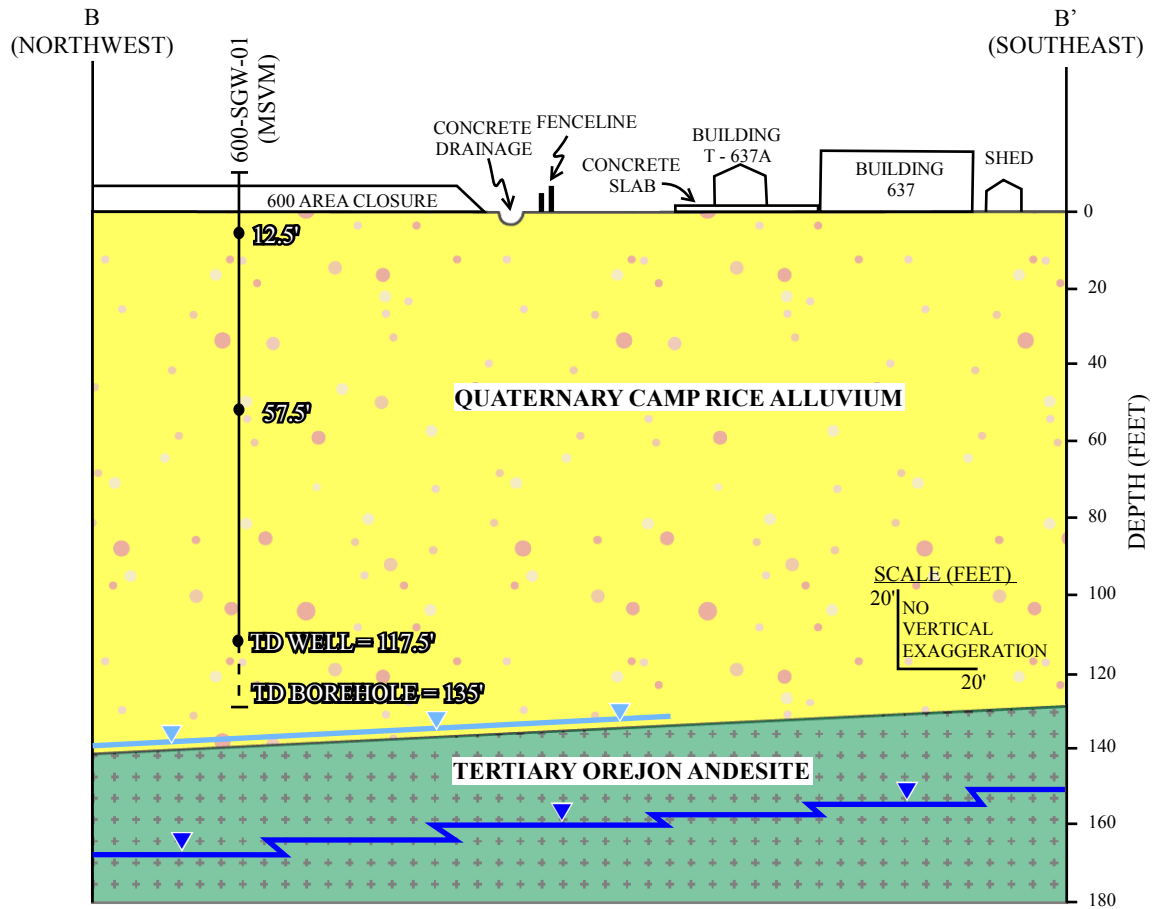 B
(NORTHWEST)
B'
(SOUTHEAST)
600-SGW-01
(MSVM)
CONCRETE
DRAINAGE
FENCELINE
CONCRETE
SLAB
BUILDING
T - 637A
BUILDING
637
SHED
600 AREA CLOSURE
0
12.5'
20
40
QUATERNARY CAMP RICE ALLUVIUM
57.5'
60
80
DEPTH (FEET)
SCALE (FEET)
20'
NO
VERTICAL
EXAGGERATION
20'
100
TD WELL = 117.5'
120
TD BOREHOLE = 135'
140
TERTIARY OREJON ANDESITE
160
180